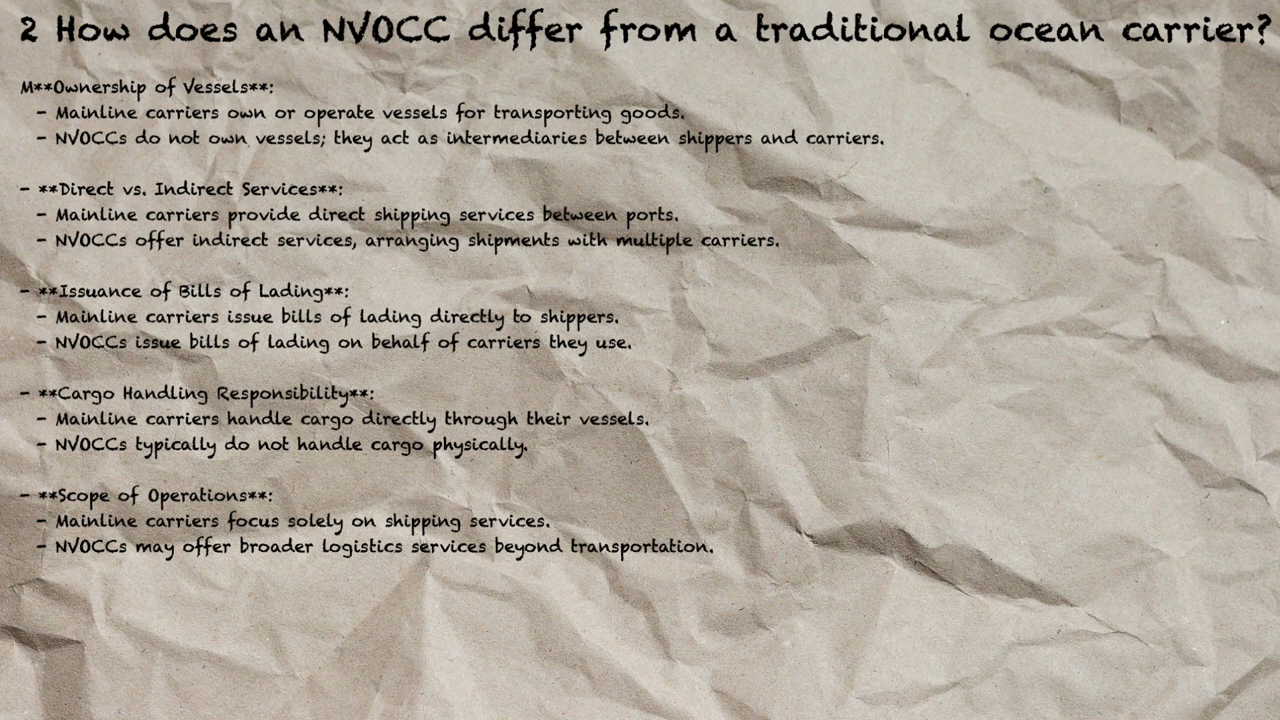 2 How does an NVOCC differ from a traditional ocean carrier?
M**Ownership of Vessels**:
- Mainline carriers own or operate vessels for transporting goods.
- NVOCCs do not own vessels; they act as intermediaries between shippers and carriers.
- **Direct vs. Indirect Services**:
- Mainline carriers provide direct shipping services between ports.
- NVOCCs offer indirect services, arranging shipments with multiple carriers.
- **Issuance of Bills of Lading**:
- Mainline carriers issue bills of lading directly to shippers.
- NVOCCs issue bills of lading on behalf of carriers they use.
- **Cargo Handling Responsibility**:
- Mainline carriers handle cargo directly through their vessels.
- NVOCCs typically do not handle cargo physically.
- **Scope of Operations**:
- Mainline carriers focus solely on shipping services.
- NVOCCs may offer broader logistics services beyond transportation.